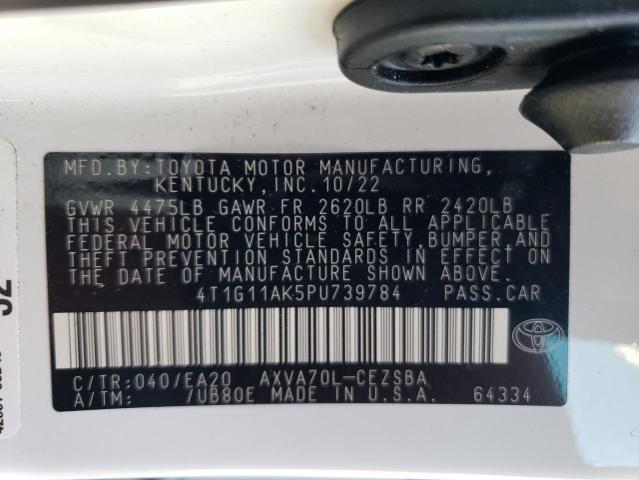 MFD.BY:TOYOTA MOTOR MANUFACTURING,
KENTUCKY,INC.10/22
GVWR 4475LB GAWR FR 2620LB RR 2420LB
THIS VEHICLE CONFORMS TO ALL APPLICABLE
FEDERAL MOTOR VEHICLE SAFETY,BUMPER,AND
THEFT PREVENTION STANDARDS IN EFFECT ON
THE DATE OF MANUFACTURE SHOWN ABOVE.
4T1G11AK5PU739784 PASS.CAR
TOYOTA
C/TR:040/EA20 AXVA70L-CEZSBA
A/TM: 7UB80E MADE IN U.S.A. 64334